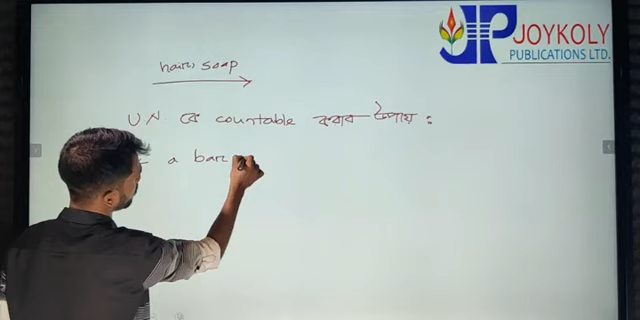 JOYKOLY
PUBLICATIONS LTD.
hair, soap
UN কে countable করার উপায় :
a bar